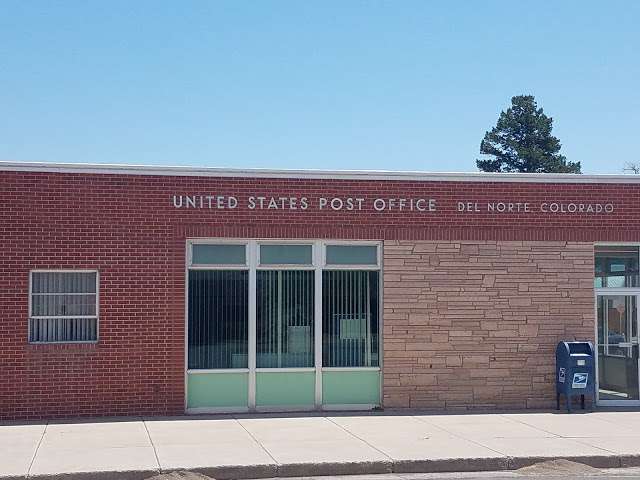 UNITED STATES POST OFFICE DEL NORTE, COLORADO